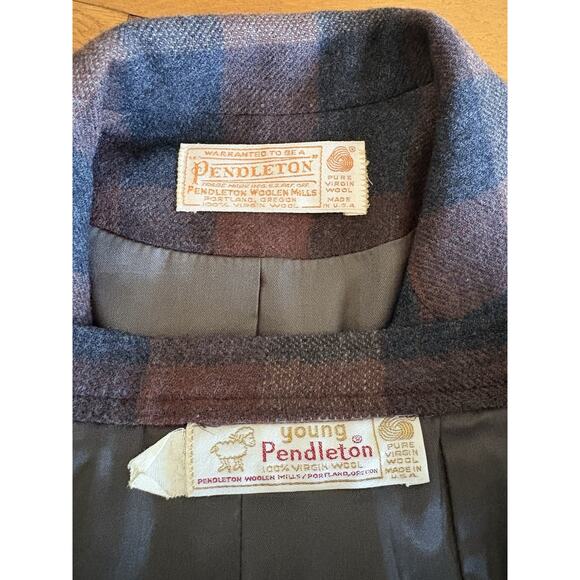 WARRANTED TO BE A
"PENDLETON"
TRADE MARK REG. U.S. PAT. OFF.
PENDLETON WOOLEN MILLS
PORTLAND, OREGON
100% VIRGIN WOOL
®
PURE
VIRGIN
WOOL
MADE
IN U.S.A.
young
Pendleton®
100% VIRGIN WOOL
PENDLETON WOOLEN MILLS/PORTLAND, OREGON
PURE
VIRGIN
WOOL
MADE IN
U.S.A.